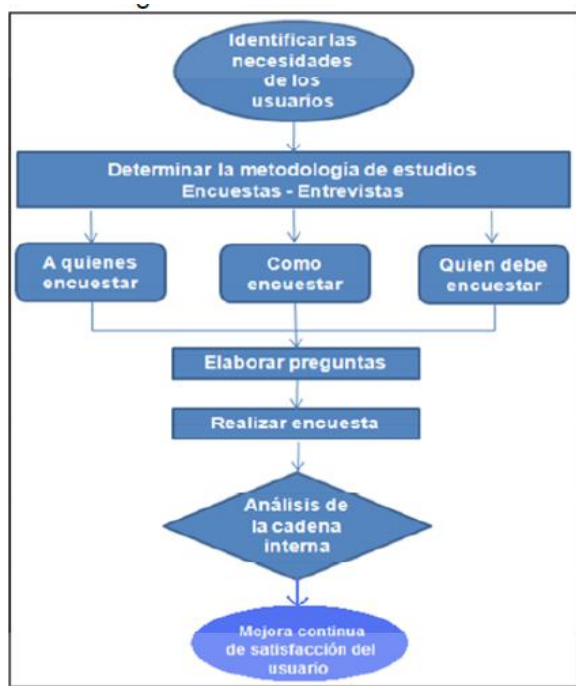 Identificar las
necesidades
de los
usuarios
Determinar la metodología de estudios
Encuestas - Entrevistas
A quienes
encuestar
Como
encuestar
Quien debe
encuestar
Elaborar preguntas
Realizar encuesta
Análisis de
la cadena
interna
Mejora continua
de satisfacción del
usuario